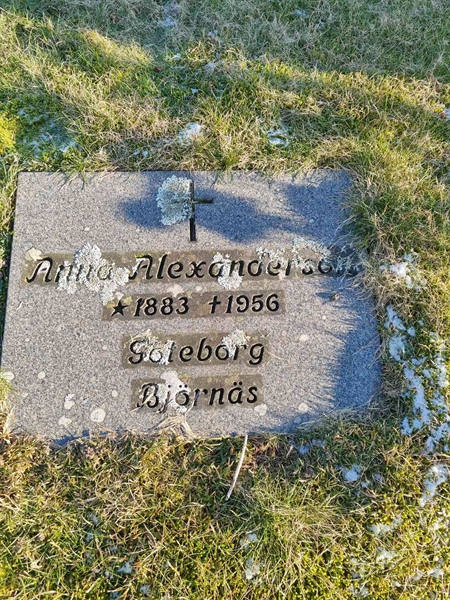 Anna Alexandersson
★ 1883 † 1956
Göteborg
Björnäs